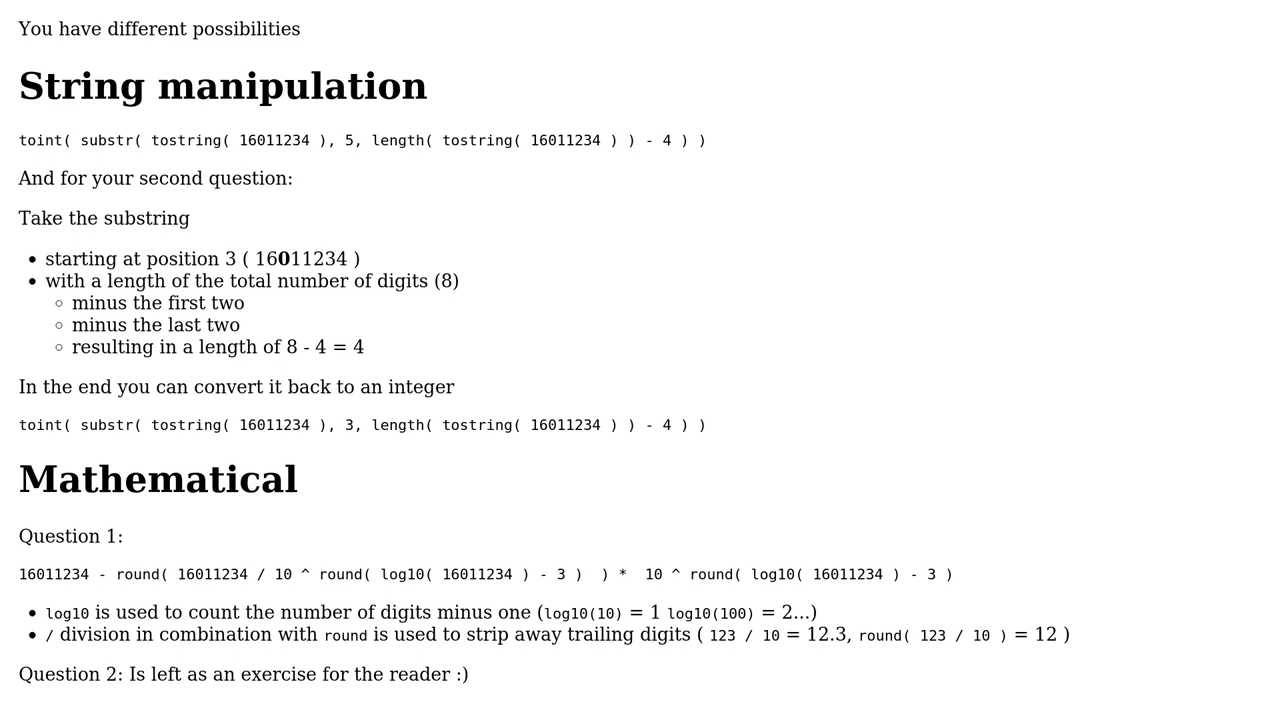 You have different possibilities
String manipulation
toint( substr( tostring( 16011234 ), 5, length( tostring( 16011234 ) ) - 4 ) )
And for your second question:
Take the substring
• starting at position 3 ( 16011234 )
• with a length of the total number of digits (8)
◦ minus the first two
◦ minus the last two
◦ resulting in a length of 8 - 4 = 4
In the end you can convert it back to an integer
toint( substr( tostring( 16011234 ), 3, length( tostring( 16011234 ) ) - 4 ) )
Mathematical
Question 1:
16011234 - round( 16011234 / 10 ^ round( log10( 16011234 ) - 3 )  ) *  10 ^ round( log10( 16011234 ) - 3 )
• log10 is used to count the number of digits minus one (log10(10) = 1 log10(100) = 2...)
• / division in combination with round is used to strip away trailing digits ( 123 / 10 = 12.3, round( 123 / 10 ) = 12 )
Question 2: Is left as an exercise for the reader :)